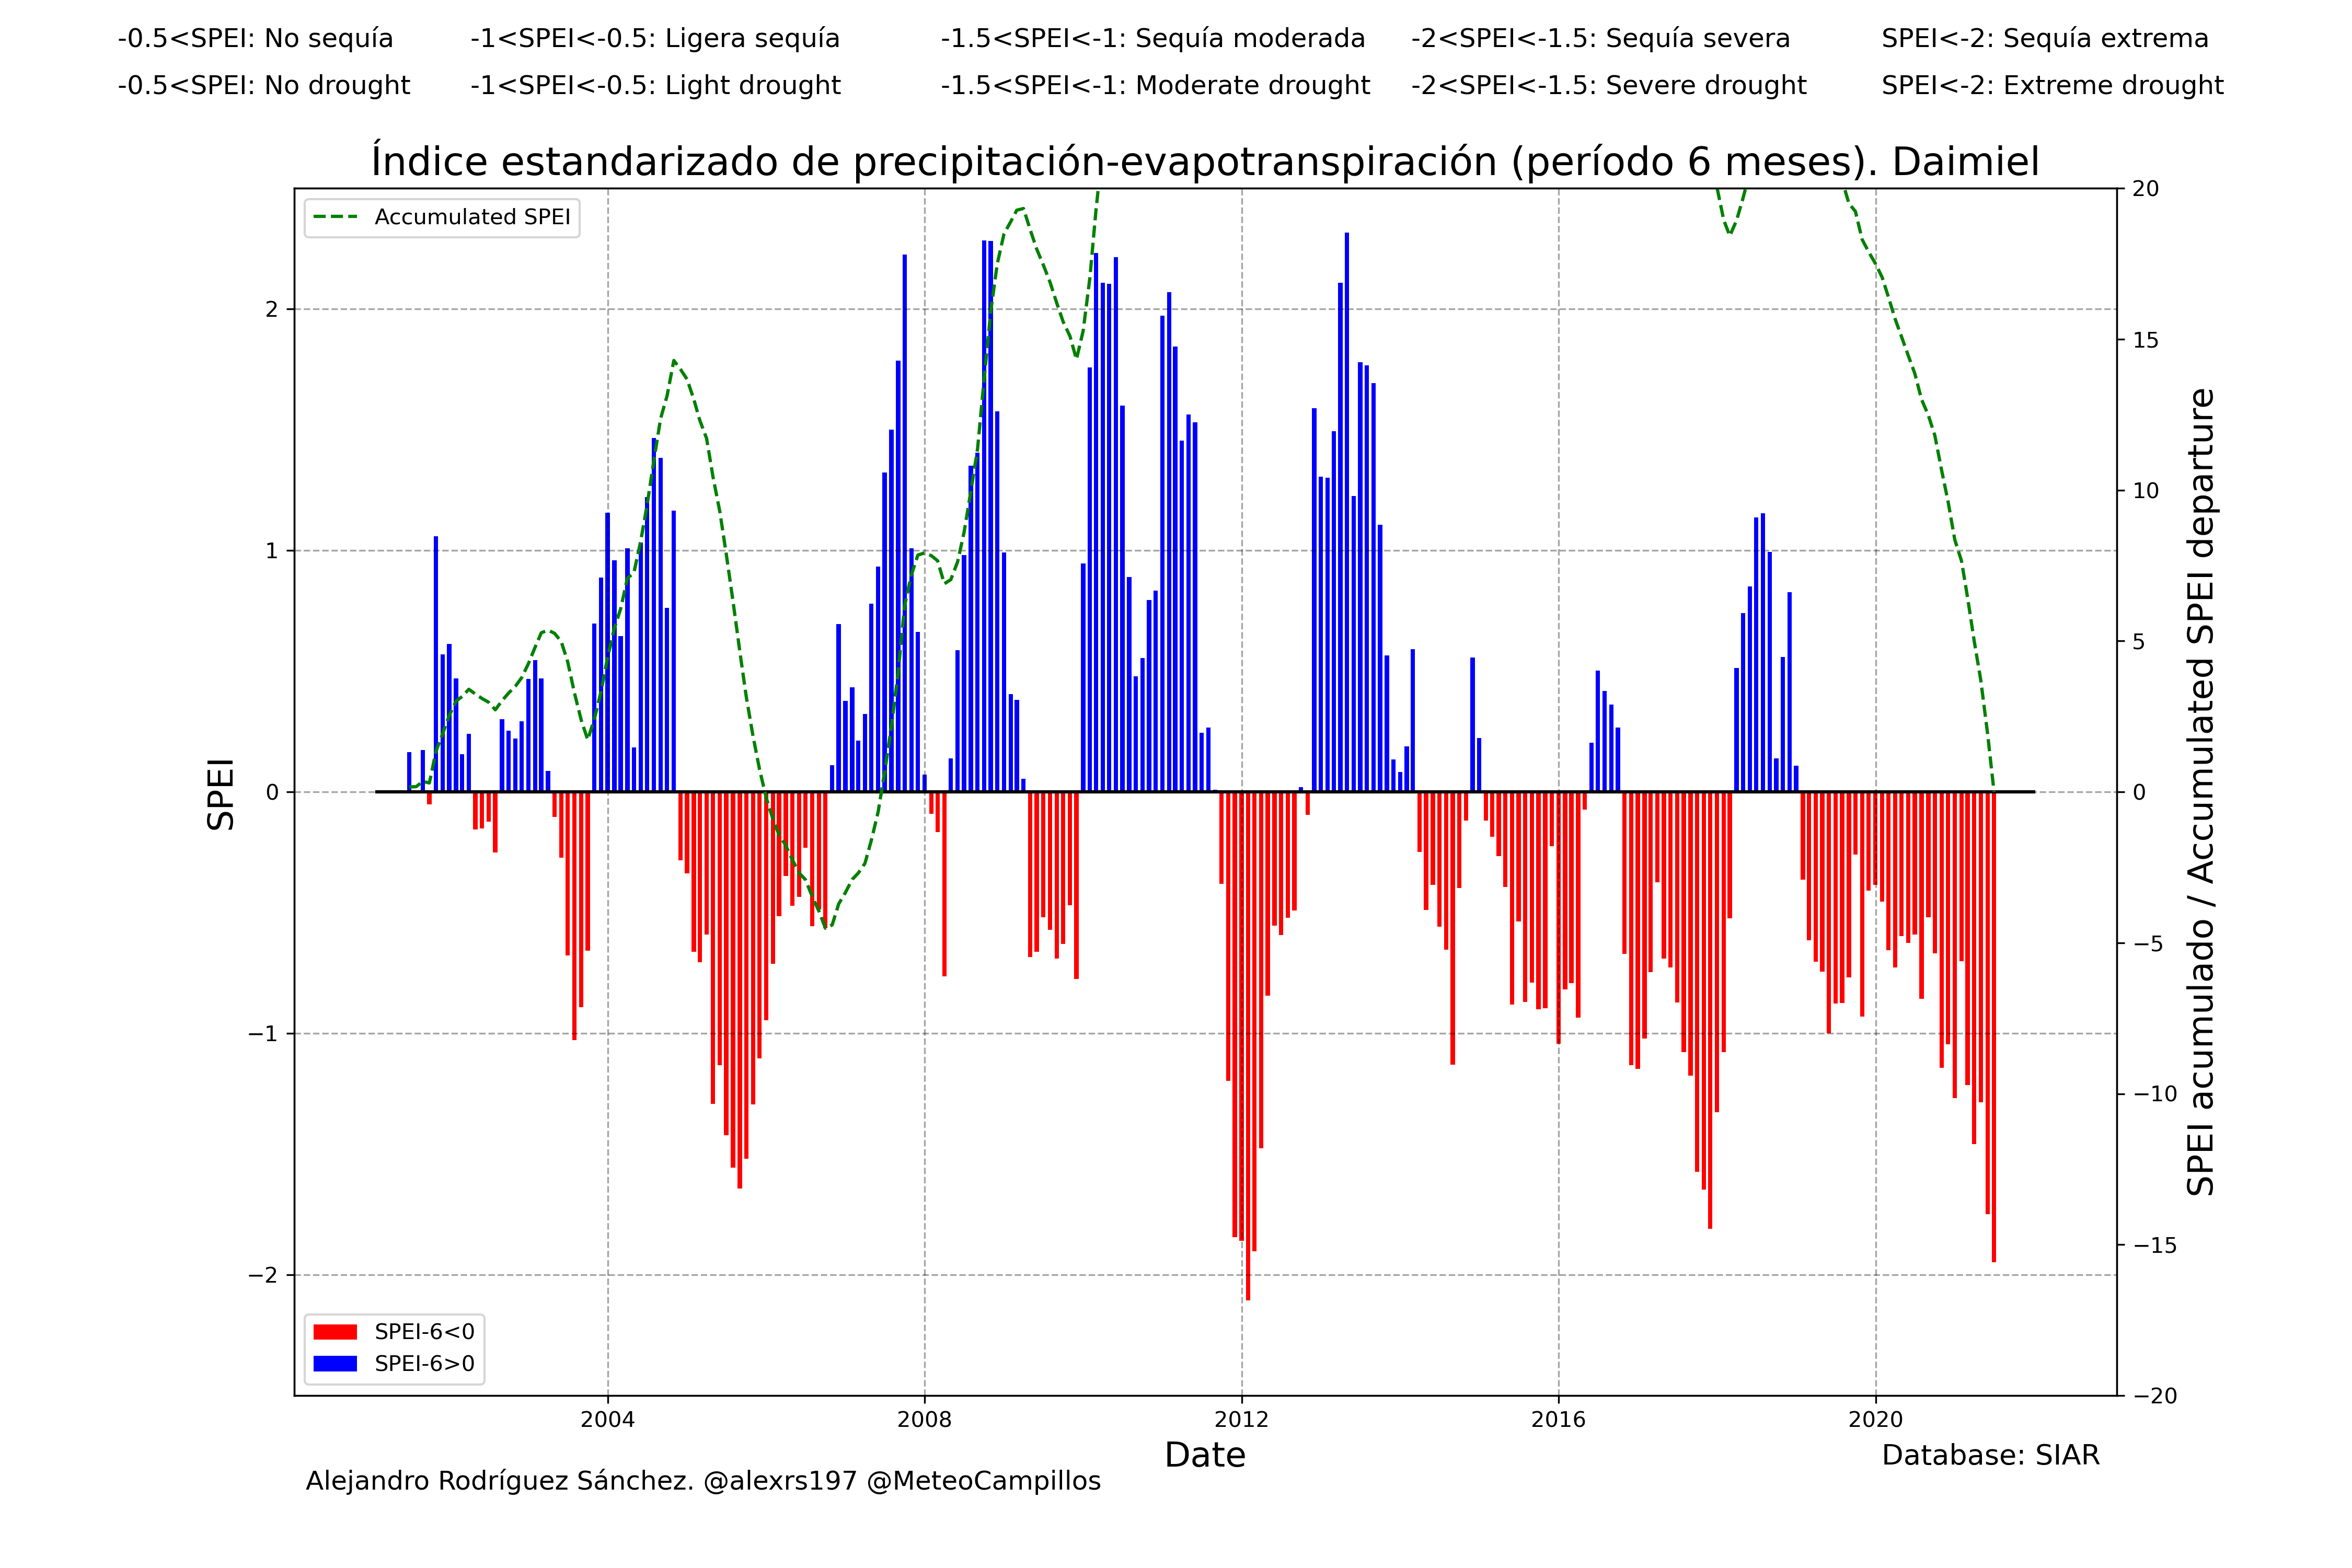 -0.5<SPEI: No sequía -1<SPEI<-0.5: Ligera sequía -1.5<SPEI<-1: Sequía moderada -2<SPEI<-1.5: Sequía severa SPEI<-2: Sequía extrema
-0.5<SPEI: No drought -1<SPEI<-0.5: Light drought -1.5<SPEI<-1: Moderate drought -2<SPEI<-1.5: Severe drought SPEI<-2: Extreme drought
Índice estandarizado de precipitación-evapotranspiración (período 6 meses). Daimiel
Accumulated SPEI
2
1
0
−1
−2
SPEI
20
15
10
5
0
−5
−10
−15
−20
SPEI acumulado / Accumulated SPEI departure
SPEI-6<0
SPEI-6>0
2004 2008 2012 2016 2020
Date
Database: SIAR
Alejandro Rodríguez Sánchez. @alexrs197 @MeteoCampillos